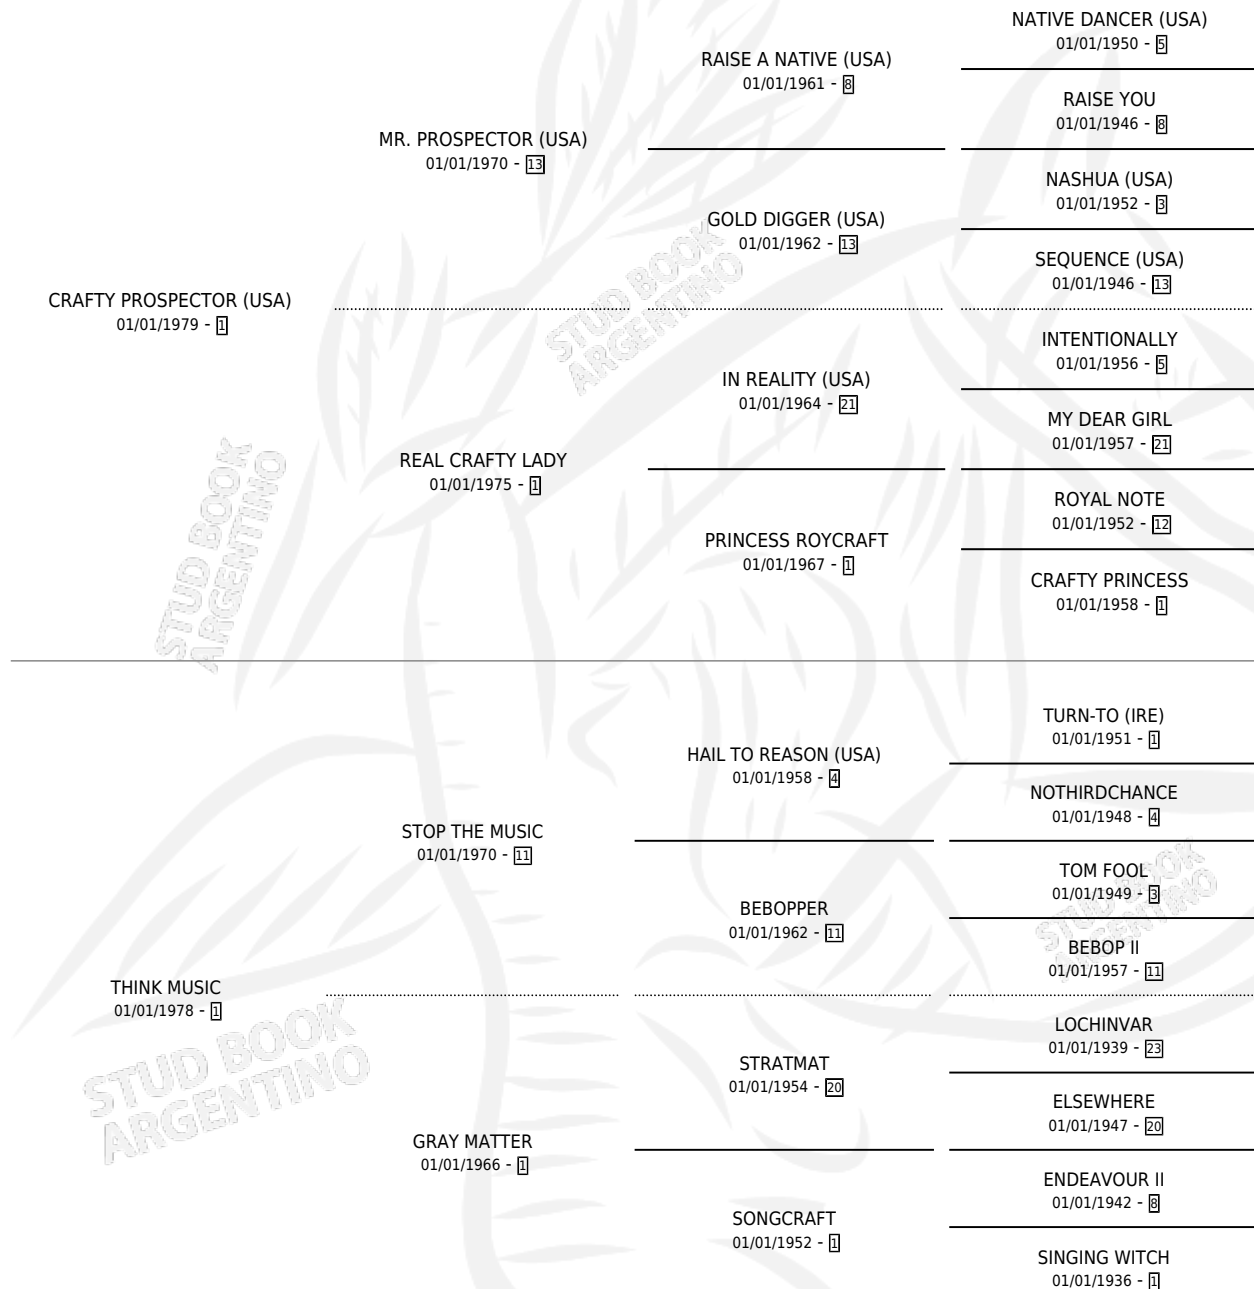 NATIVE DANCER (USA)
01/01/1950 - 5
RAISE A NATIVE (USA)
01/01/1961 - 8
RAISE YOU
01/01/1946 - 8
MR. PROSPECTOR (USA)
01/01/1970 - 13
NASHUA (USA)
01/01/1952 - 3
GOLD DIGGER (USA)
01/01/1962 - 13
SEQUENCE (USA)
01/01/1946 - 13
CRAFTY PROSPECTOR (USA)
01/01/1979 - 1
STUD BOOK
ARGENTINO
INTENTIONALLY
01/01/1956 - 5
IN REALITY (USA)
01/01/1964 - 21
MY DEAR GIRL
01/01/1957 - 21
REAL CRAFTY LADY
01/01/1975 - 1
ROYAL NOTE
01/01/1952 - 12
PRINCESS ROYCRAFT
01/01/1967 - 1
CRAFTY PRINCESS
01/01/1958 - 1
STUD BOOK
ARGENTINO
TURN-TO (IRE)
01/01/1951 - 1
HAIL TO REASON (USA)
01/01/1958 - 4
NOTHIRDCHANCE
01/01/1948 - 4
STOP THE MUSIC
01/01/1970 - 11
TOM FOOL
01/01/1949 - 3
BEBOPPER
01/01/1962 - 11
BEBOP II
01/01/1957 - 11
STUD BOOK
ARGENTINO
THINK MUSIC
01/01/1978 - 1
LOCHINVAR
01/01/1939 - 23
STRATMAT
01/01/1954 - 20
ELSEWHERE
01/01/1947 - 20
STUD BOOK
ARGENTINO
GRAY MATTER
01/01/1966 - 1
ENDEAVOUR II
01/01/1942 - 8
SONGCRAFT
01/01/1952 - 1
SINGING WITCH
01/01/1936 - 1